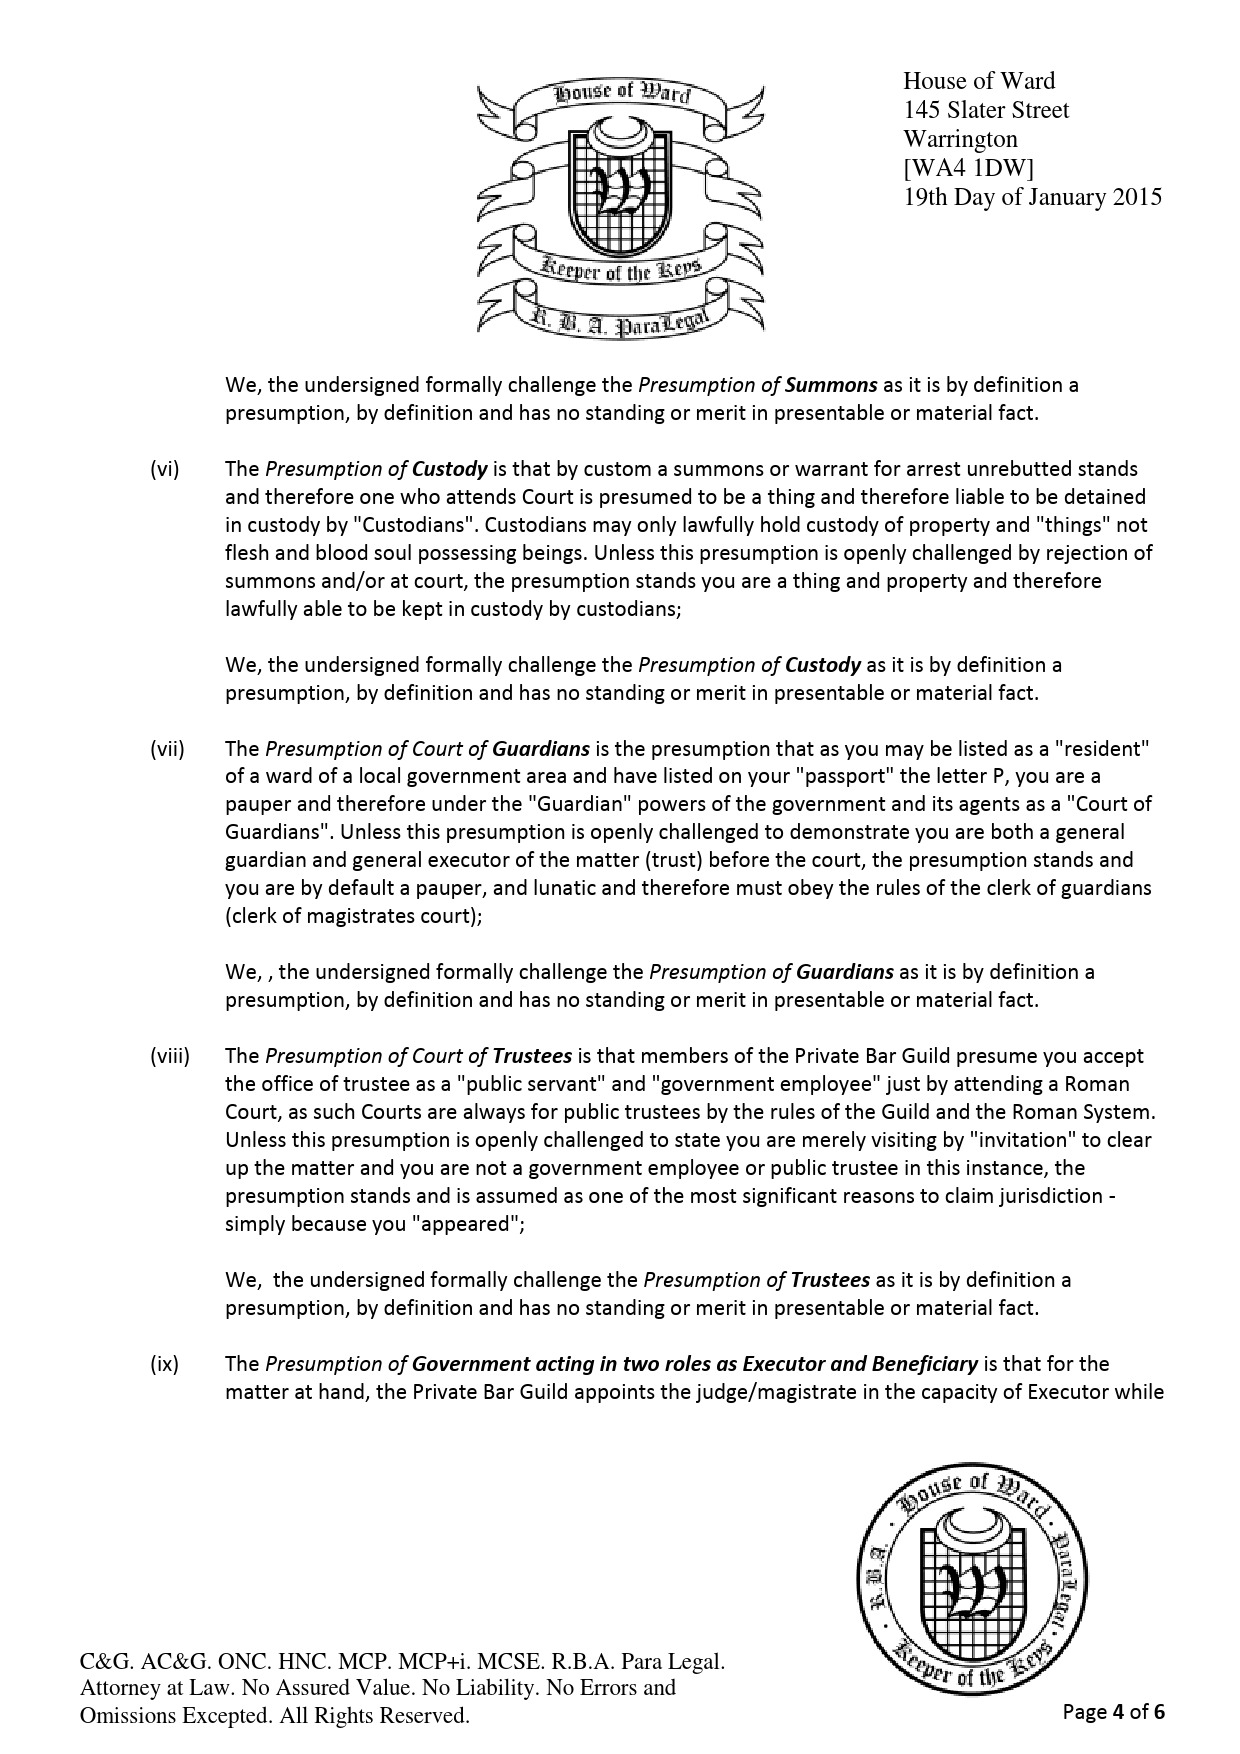 House of Ward
House of Ward
145 Slater Street
Warrington
[WA4 1DW]
19th Day of January 2015
W
Keeper of the Keys
R. B. A. ParaLegal
We, the undersigned formally challenge the Presumption of Summons as it is by definition a
presumption, by definition and has no standing or merit in presentable or material fact.
(vi) The Presumption of Custody is that by custom a summons or warrant for arrest unrebutted stands
and therefore one who attends Court is presumed to be a thing and therefore liable to be detained
in custody by "Custodians". Custodians may only lawfully hold custody of property and "things" not
flesh and blood soul possessing beings. Unless this presumption is openly challenged by rejection of
summons and/or at court, the presumption stands you are a thing and property and therefore
lawfully able to be kept in custody by custodians;
We, the undersigned formally challenge the Presumption of Custody as it is by definition a
presumption, by definition and has no standing or merit in presentable or material fact.
(vii) The Presumption of Court of Guardians is the presumption that as you may be listed as a "resident"
of a ward of a local government area and have listed on your "passport" the letter P, you are a
pauper and therefore under the "Guardian" powers of the government and its agents as a "Court of
Guardians". Unless this presumption is openly challenged to demonstrate you are both a general
guardian and general executor of the matter (trust) before the court, the presumption stands and
you are by default a pauper, and lunatic and therefore must obey the rules of the clerk of guardians
(clerk of magistrates court);
We, , the undersigned formally challenge the Presumption of Guardians as it is by definition a
presumption, by definition and has no standing or merit in presentable or material fact.
(viii) The Presumption of Court of Trustees is that members of the Private Bar Guild presume you accept
the office of trustee as a "public servant" and "government employee" just by attending a Roman
Court, as such Courts are always for public trustees by the rules of the Guild and the Roman System.
Unless this presumption is openly challenged to state you are merely visiting by "invitation" to clear
up the matter and you are not a government employee or public trustee in this instance, the
presumption stands and is assumed as one of the most significant reasons to claim jurisdiction -
simply because you "appeared";
We,  the undersigned formally challenge the Presumption of Trustees as it is by definition a
presumption, by definition and has no standing or merit in presentable or material fact.
(ix) The Presumption of Government acting in two roles as Executor and Beneficiary is that for the
matter at hand, the Private Bar Guild appoints the judge/magistrate in the capacity of Executor while
· House of Ward · ParaLegal · Keeper of the Keys · R.B.A.
W
C&G. AC&G. ONC. HNC. MCP. MCP+i. MCSE. R.B.A. Para Legal.
Attorney at Law. No Assured Value. No Liability. No Errors and
Omissions Excepted. All Rights Reserved.
Page 4 of 6